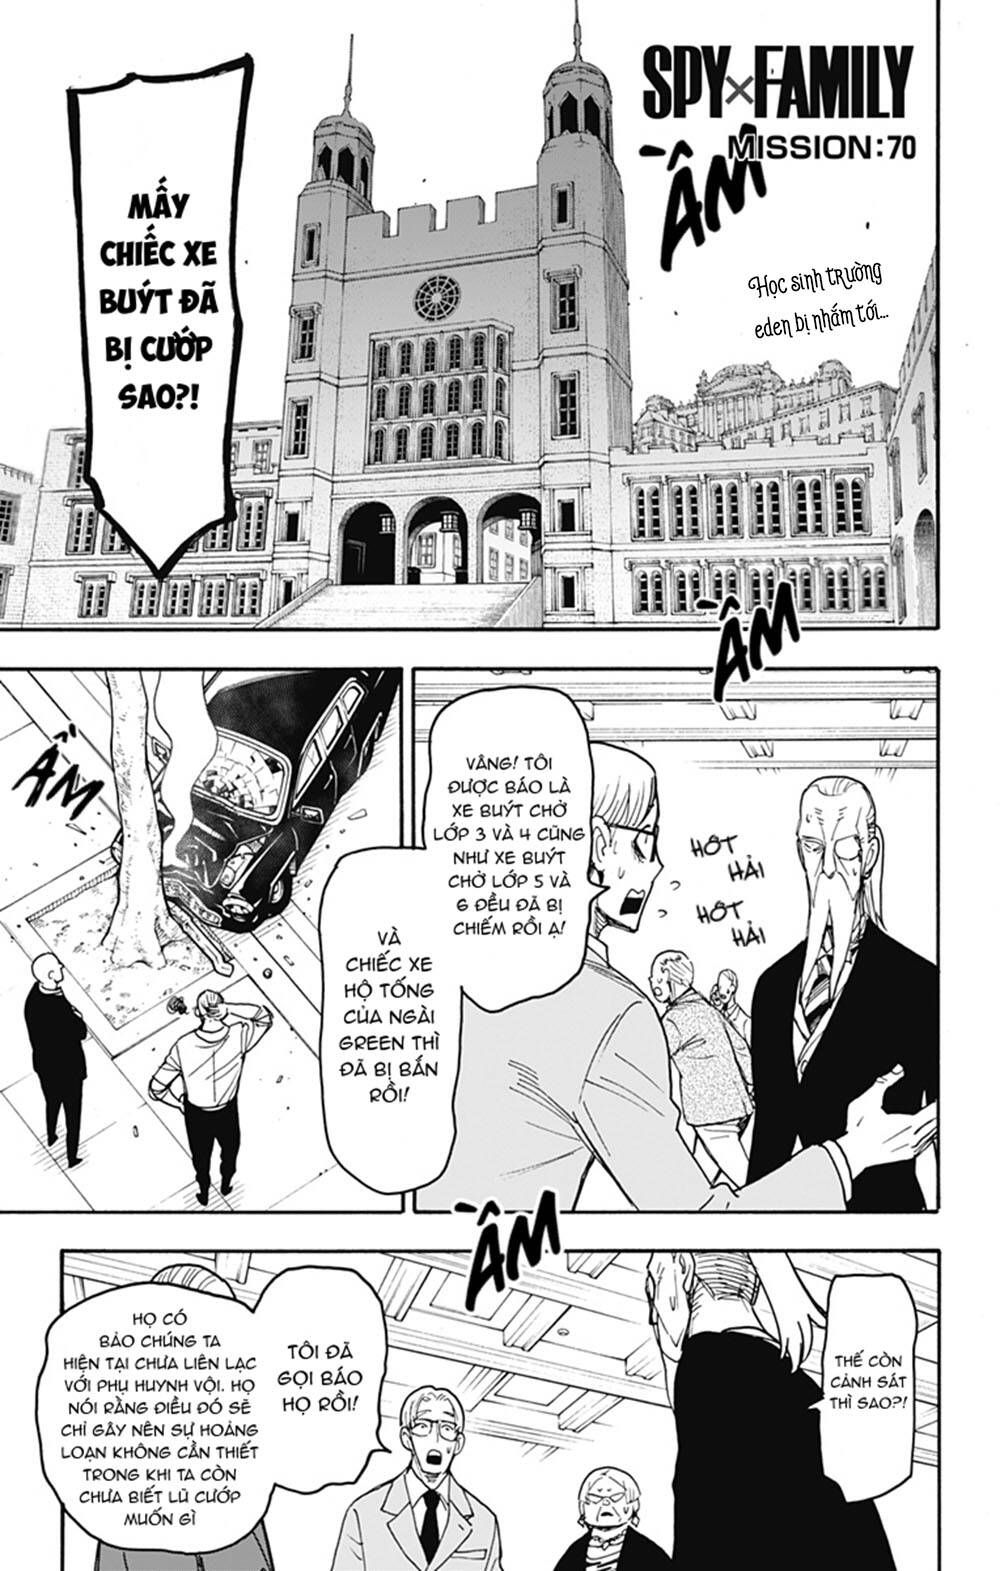 SPY×FAMILY
MISSION:70
ẦM
Học sinh trường
eden bị nhắm tới...
MẤY
CHIẾC XE
BUÝT ĐÃ
BỊ CƯỚP
SAO?!
ẦM
VÂNG! TÔI
ĐƯỢC BÁO LÀ
XE BUÝT CHỞ
LỚP 3 VÀ 4 CŨNG
NHƯ XE BUÝT
CHỞ LỚP 5 VÀ
6 ĐỀU ĐÃ BỊ
CHIẾM RỒI Ạ!
HỚT
HẢI
HỚT
HẢI
VÀ
CHIẾC XE
HỘ TỐNG
CỦA NGÀI
GREEN THÌ
ĐÃ BỊ BẮN
RỒI!
ẦM
ẦM
THẾ CÒN
CẢNH SÁT
THÌ SAO?!
TÔI ĐÃ
GỌI BÁO
HỌ RỒI!
HỌ CÓ
BẢO CHÚNG TA
HIỆN TẠI CHƯA LIÊN LẠC
VỚI PHỤ HUYNH VỘI. HỌ
NÓI RẰNG ĐIỀU ĐÓ SẼ
CHỈ GÂY NÊN SỰ HOẢNG
LOẠN KHÔNG CẦN THIẾT
TRONG KHI TA CÒN
CHƯA BIẾT LŨ CƯỚP
MUỐN GÌ